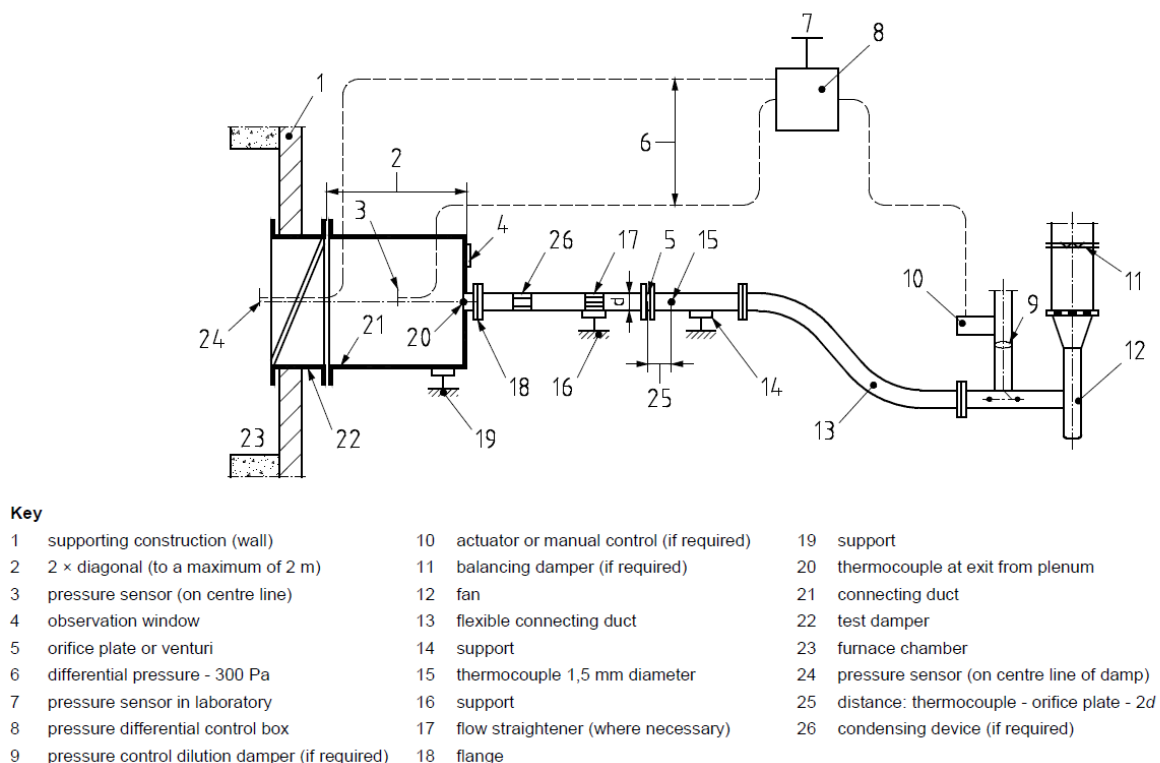 7
8
1
6
2
3
4
26
17
5
15
d
10
9
11
24
21
20
18
16
25
14
12
13
23
22
19
Key
1 supporting construction (wall)
2 2 × diagonal (to a maximum of 2 m)
3 pressure sensor (on centre line)
4 observation window
5 orifice plate or venturi
6 differential pressure - 300 Pa
7 pressure sensor in laboratory
8 pressure differential control box
9 pressure control dilution damper (if required)
10 actuator or manual control (if required)
11 balancing damper (if required)
12 fan
13 flexible connecting duct
14 support
15 thermocouple 1,5 mm diameter
16 support
17 flow straightener (where necessary)
18 flange
19 support
20 thermocouple at exit from plenum
21 connecting duct
22 test damper
23 furnace chamber
24 pressure sensor (on centre line of damp)
25 distance: thermocouple - orifice plate - 2d
26 condensing device (if required)